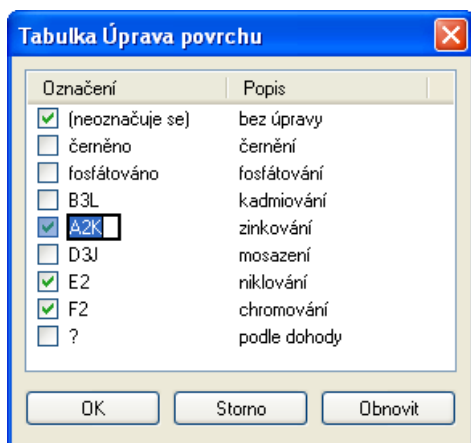 Tabulka Úprava povrchu
Označení Popis
(neoznačuje se) bez úpravy
černěno černění
fosfátováno fosfátování
B3L kadmiování
A2K zinkování
D3J mosazení
E2 niklování
F2 chromování
? podle dohody
OK Storno Obnovit